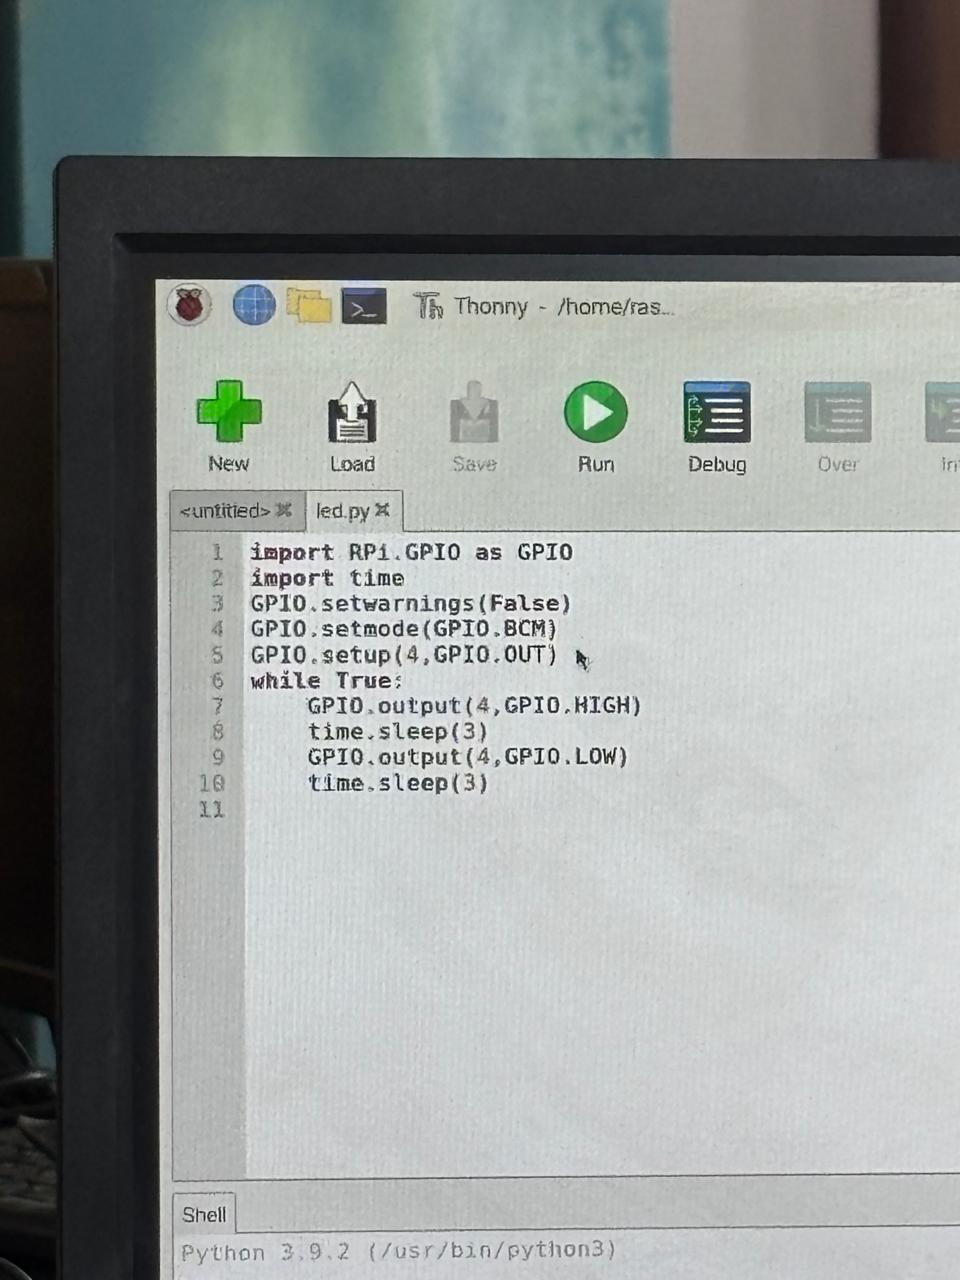 Thonny - /home/ras...
New Load Save Run Debug Over
<untitled> led.py
1 import RPi.GPIO as GPIO
2 import time
3 GPIO.setwarnings(False)
4 GPIO.setmode(GPIO.BCM)
5 GPIO.setup(4,GPIO.OUT)
6 while True:
7     GPIO.output(4,GPIO.HIGH)
8     time.sleep(3)
9     GPIO.output(4,GPIO.LOW)
10     time.sleep(3)
11
Shell
Python 3.9.2 (/usr/bin/python3)